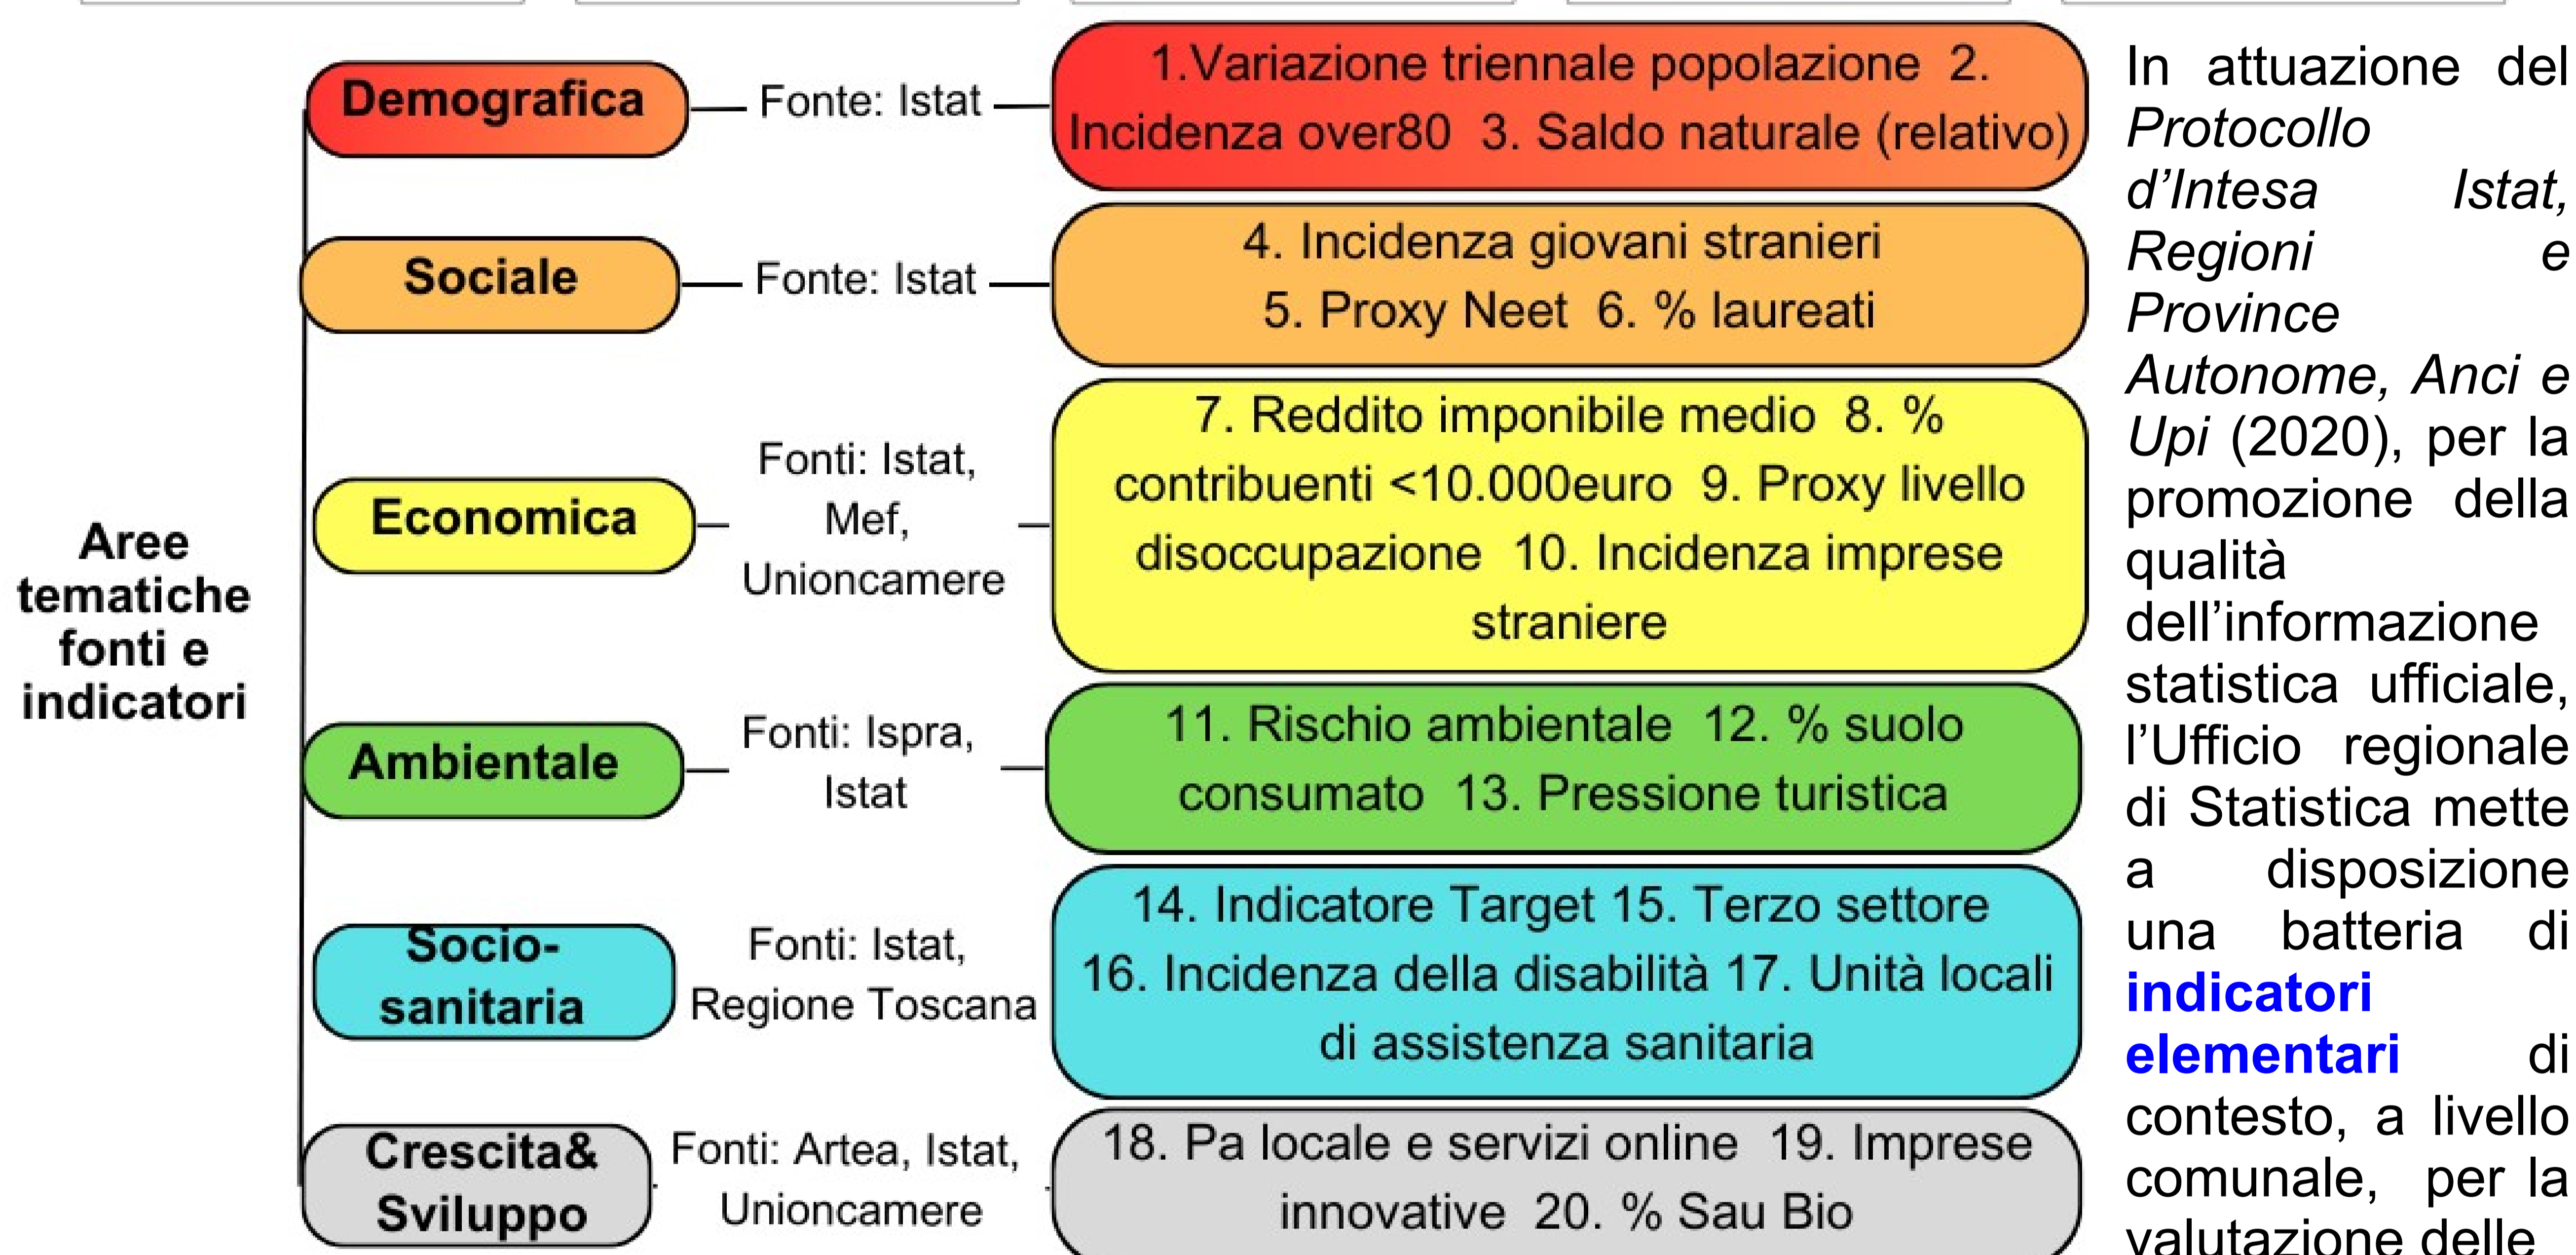 Aree
tematiche
fonti e
indicatori
Demografica
Fonte: Istat
1.Variazione triennale popolazione 2.
Incidenza over80 3. Saldo naturale (relativo)
Sociale
Fonte: Istat
4. Incidenza giovani stranieri
5. Proxy Neet 6. % laureati
Economica
Fonti: Istat,
Mef,
Unioncamere
7. Reddito imponibile medio 8. %
contribuenti <10.000euro 9. Proxy livello
disoccupazione 10. Incidenza imprese
straniere
Ambientale
Fonti: Ispra,
Istat
11. Rischio ambientale 12. % suolo
consumato 13. Pressione turistica
Socio-
sanitaria
Fonti: Istat,
Regione Toscana
14. Indicatore Target 15. Terzo settore
16. Incidenza della disabilità 17. Unità locali
di assistenza sanitaria
Crescita&
Sviluppo
Fonti: Artea, Istat,
Unioncamere
18. Pa locale e servizi online 19. Imprese
innovative 20. % Sau Bio
In attuazione del
Protocollo
d’Intesa Istat,
Regioni e
Province
Autonome, Anci e
Upi (2020), per la
promozione della
qualità
dell’informazione
statistica ufficiale,
l’Ufficio regionale
di Statistica mette
a disposizione
una batteria di
indicatori
elementari di
contesto, a livello
comunale, per la
valutazione delle